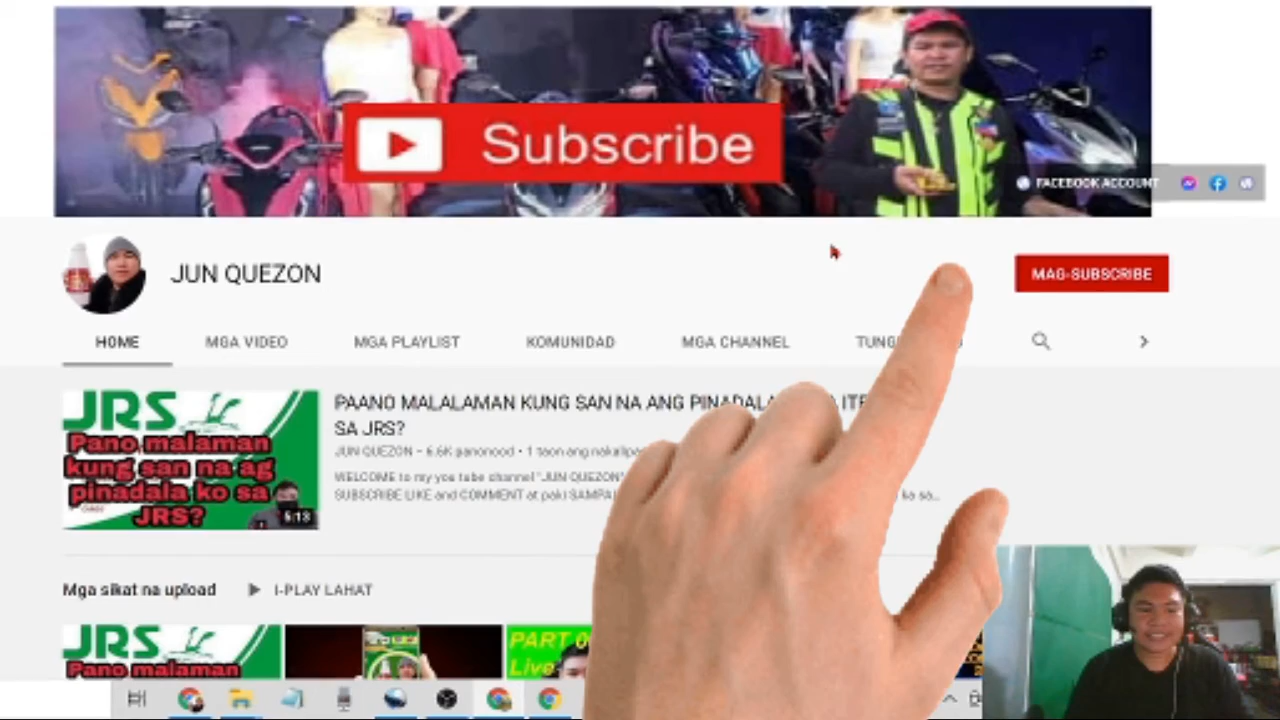 Subscribe
FACEBOOK ACCOUNT
JUN QUEZON
MAG-SUBSCRIBE
HOME
MGA VIDEO
MGA PLAYLIST
KOMUNIDAD
MGA CHANNEL
PAANO MALALAMAN KUNG SAN NA ANG PINADALA
SA JRS?
JUN QUEZON • 6.6K panonood • 1 taon ang
WELCOME to my you tube channel "JUN QUEZON"
SUBSCRIBE LIKE and COMMENT at paki
JRS
Pano malaman
kung san na ag
pinadala ko sa
JRS?
5:13
Mga sikat na upload
I-PLAY LAHAT
JRS
Pano malaman
PART
Live